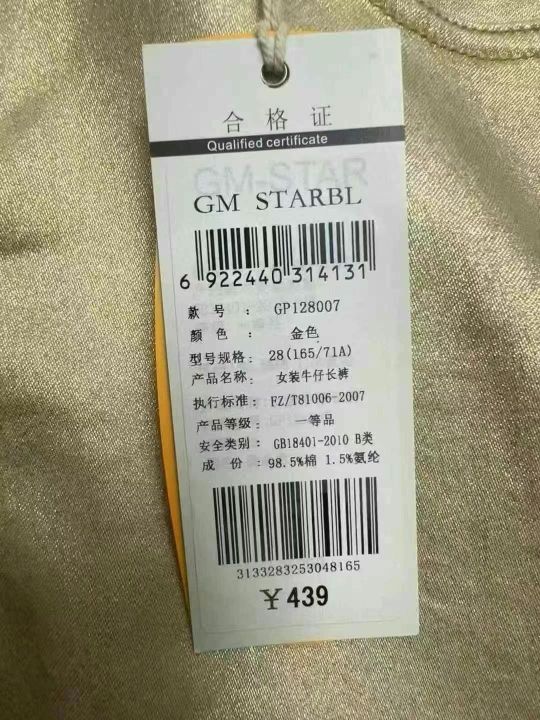 合格证
Qualified certificate
GM-STAR
GM STARBL
6 922440 314131
款号: GP128007
颜色: 金色
型号规格: 28(165/71A)
产品名称: 女装牛仔长裤
执行标准: FZ/T81006-2007
产品等级: 一等品
安全类别: GB18401-2010 B类
成份: 98.5%棉 1.5%氨纶
3133283253048165
¥439